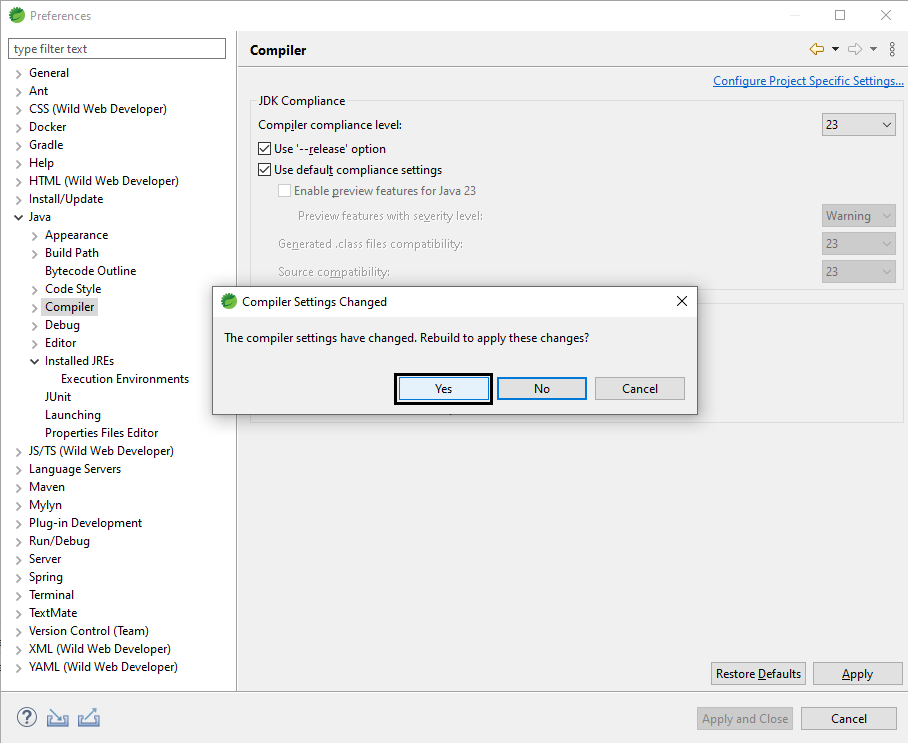 Preferences
type filter text
General
Ant
CSS (Wild Web Developer)
Docker
Gradle
Help
HTML (Wild Web Developer)
Install/Update
Java
Appearance
Build Path
Bytecode Outline
Code Style
Compiler
Debug
Editor
Installed JREs
Execution Environments
JUnit
Launching
Properties Files Editor
JS/TS (Wild Web Developer)
Language Servers
Maven
Mylyn
Plug-in Development
Run/Debug
Server
Spring
Terminal
TextMate
Version Control (Team)
XML (Wild Web Developer)
YAML (Wild Web Developer)
Compiler
Configure Project Specific Settings...
JDK Compliance
Compiler compliance level: 23
Use '--release' option
Use default compliance settings
Enable preview features for Java 23
Preview features with severity level: Warning
Generated .class files compatibility: 23
Source compatibility: 23
Compiler Settings Changed
The compiler settings have changed. Rebuild to apply these changes?
Yes No Cancel
Restore Defaults Apply
? Apply and Close Cancel